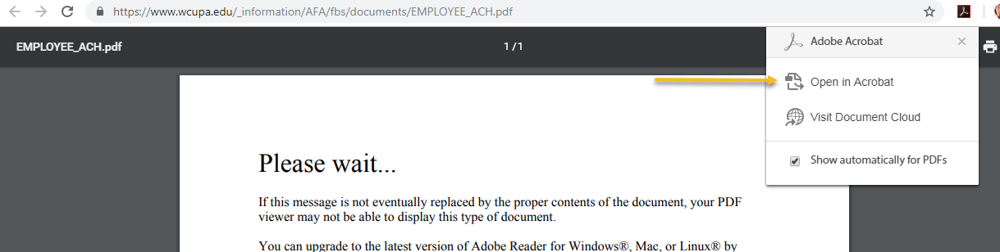 https://www.wcupa.edu/_information/AFA/fbs/documents/EMPLOYEE_ACH.pdf
EMPLOYEE_ACH.pdf
1 / 1
Adobe Acrobat
Open in Acrobat
Visit Document Cloud
Show automatically for PDFs
Please wait...
If this message is not eventually replaced by the proper contents of the document, your PDF
viewer may not be able to display this type of document.
You can upgrade to the latest version of Adobe Reader for Windows®, Mac, or Linux® by